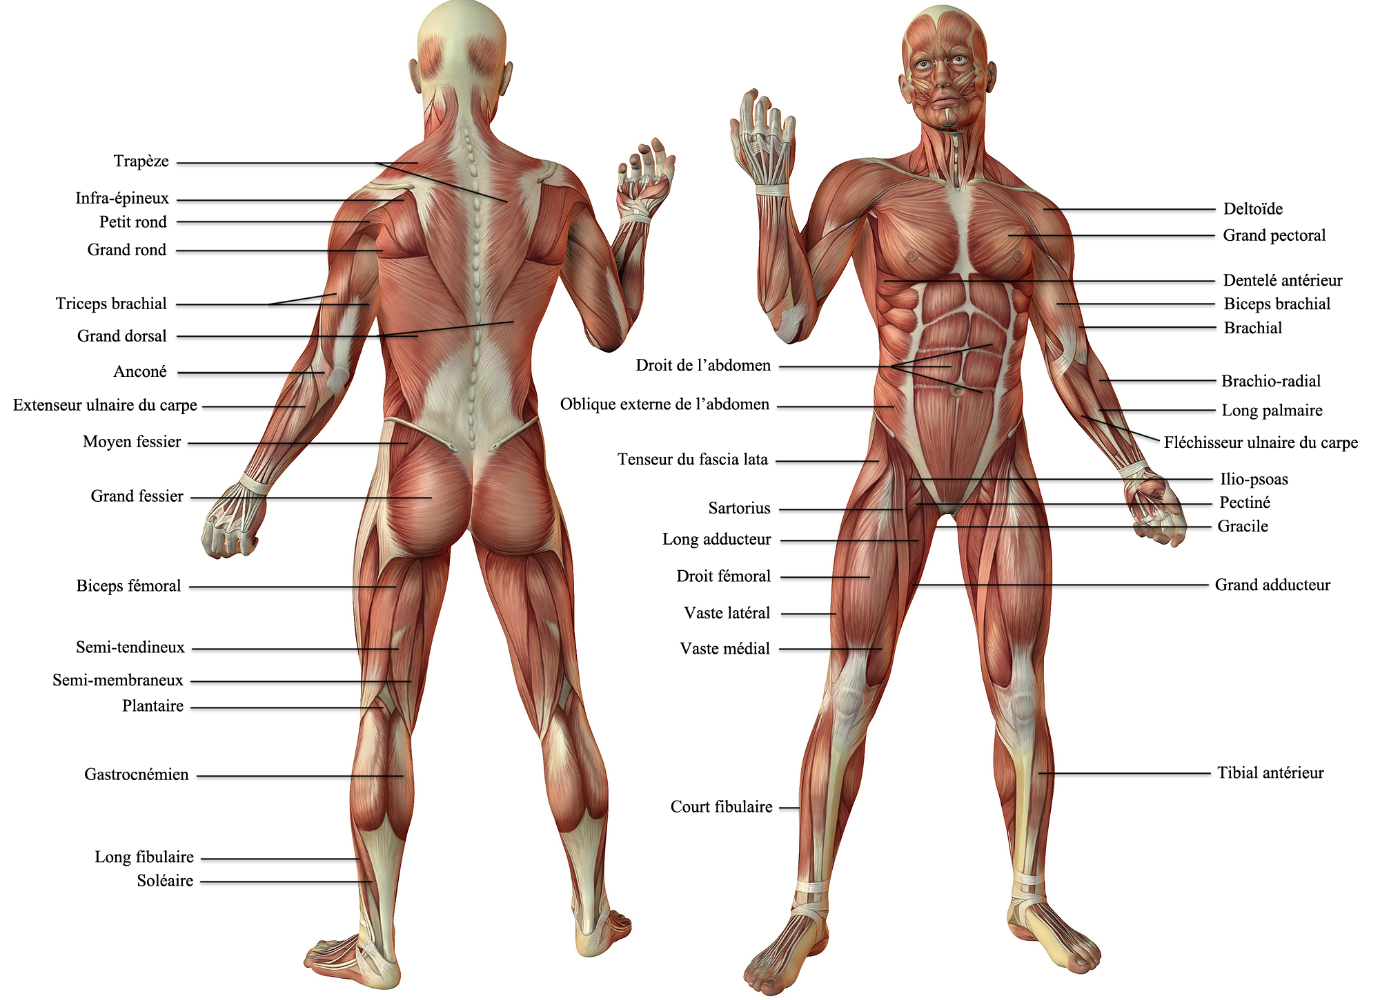 Trapèze
Infra-épineux
Petit rond
Grand rond
Triceps brachial
Grand dorsal
Anconé
Extenseur ulnaire du carpe
Moyen fessier
Grand fessier
Biceps fémoral
Semi-tendineux
Semi-membraneux
Plantaire
Gastrocnémien
Long fibulaire
Soléaire
Droit de l’abdomen
Oblique externe de l’abdomen
Tenseur du fascia lata
Sartorius
Long adducteur
Droit fémoral
Vaste latéral
Vaste médial
Court fibulaire
Deltoïde
Grand pectoral
Dentelé antérieur
Biceps brachial
Brachial
Brachio-radial
Long palmaire
Fléchisseur ulnaire du carpe
Ilio-psoas
Pectiné
Gracile
Grand adducteur
Tibial antérieur